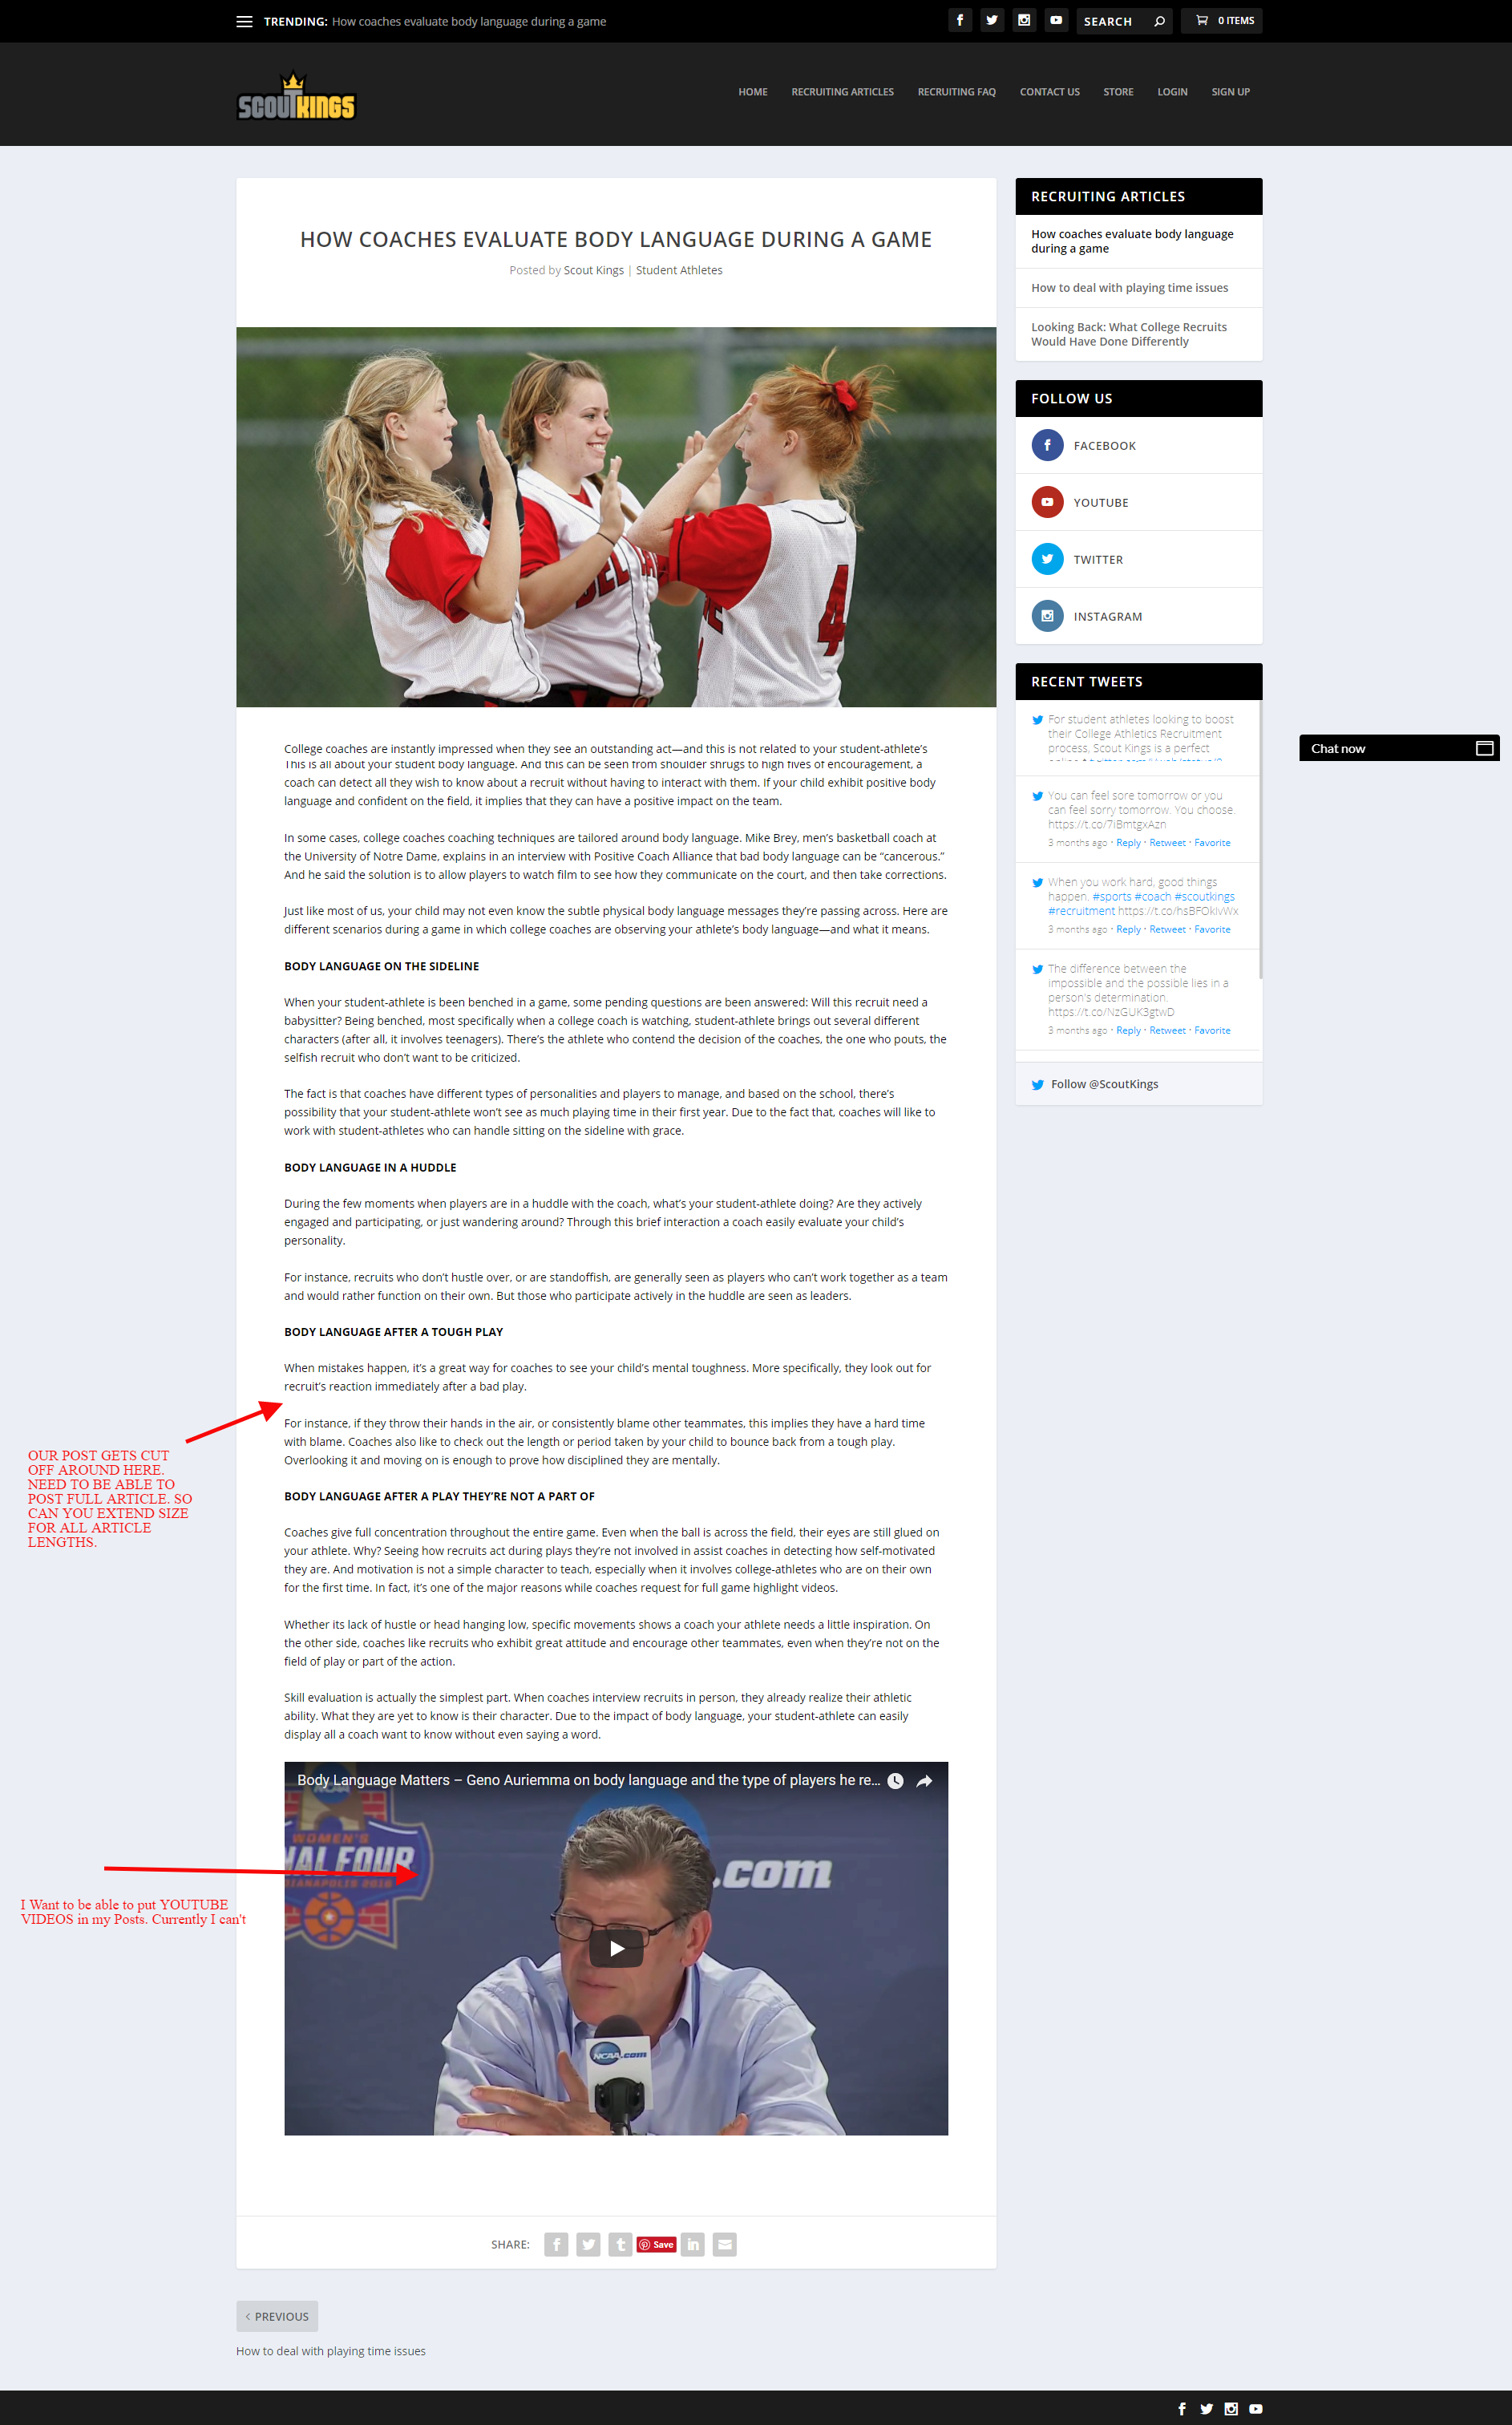 TRENDING: How coaches evaluate body language during a game
SEARCH
0 ITEMS
SCOUTKINGS
HOME RECRUITING ARTICLES RECRUITING FAQ CONTACT US STORE LOGIN SIGN UP
HOW COACHES EVALUATE BODY LANGUAGE DURING A GAME
Posted by Scout Kings | Student Athletes
4
College coaches are instantly impressed when they see an outstanding act—and this is not related to your student-athlete’s
This is all about your student body language. And this can be seen from shoulder shrugs to high fives of encouragement, a
coach can detect all they wish to know about a recruit without having to interact with them. If your child exhibit positive body
language and confident on the field, it implies that they can have a positive impact on the team.
In some cases, college coaches coaching techniques are tailored around body language. Mike Brey, men’s basketball coach at
the University of Notre Dame, explains in an interview with Positive Coach Alliance that bad body language can be “cancerous.”
And he said the solution is to allow players to watch film to see how they communicate on the court, and then take corrections.
Just like most of us, your child may not even know the subtle physical body language messages they’re passing across. Here are
different scenarios during a game in which college coaches are observing your athlete’s body language—and what it means.
BODY LANGUAGE ON THE SIDELINE
When your student-athlete is been benched in a game, some pending questions are been answered: Will this recruit need a
babysitter? Being benched, most specifically when a college coach is watching, student-athlete brings out several different
characters (after all, it involves teenagers). There’s the athlete who contend the decision of the coaches, the one who pouts, the
selfish recruit who don’t want to be criticized.
The fact is that coaches have different types of personalities and players to manage, and based on the school, there’s
possibility that your student-athlete won’t see as much playing time in their first year. Due to the fact that, coaches will like to
work with student-athletes who can handle sitting on the sideline with grace.
BODY LANGUAGE IN A HUDDLE
During the few moments when players are in a huddle with the coach, what’s your student-athlete doing? Are they actively
engaged and participating, or just wandering around? Through this brief interaction a coach easily evaluate your child’s
personality.
For instance, recruits who don’t hustle over, or are standoffish, are generally seen as players who can’t work together as a team
and would rather function on their own. But those who participate actively in the huddle are seen as leaders.
BODY LANGUAGE AFTER A TOUGH PLAY
When mistakes happen, it’s a great way for coaches to see your child’s mental toughness. More specifically, they look out for
recruit’s reaction immediately after a bad play.
For instance, if they throw their hands in the air, or consistently blame other teammates, this implies they have a hard time
with blame. Coaches also like to check out the length or period taken by your child to bounce back from a tough play.
Overlooking it and moving on is enough to prove how disciplined they are mentally.
BODY LANGUAGE AFTER A PLAY THEY’RE NOT A PART OF
Coaches give full concentration throughout the entire game. Even when the ball is across the field, their eyes are still glued on
your athlete. Why? Seeing how recruits act during plays they’re not involved in assist coaches in detecting how self-motivated
they are. And motivation is not a simple character to teach, especially when it involves college-athletes who are on their own
for the first time. In fact, it’s one of the major reasons while coaches request for full game highlight videos.
Whether its lack of hustle or head hanging low, specific movements shows a coach your athlete needs a little inspiration. On
the other side, coaches like recruits who exhibit great attitude and encourage other teammates, even when they’re not on the
field of play or part of the action.
Skill evaluation is actually the simplest part. When coaches interview recruits in person, they already realize their athletic
ability. What they are yet to know is their character. Due to the impact of body language, your student-athlete can easily
display all a coach want to know without even saying a word.
OUR POST GETS CUT
OFF AROUND HERE.
NEED TO BE ABLE TO
POST FULL ARTICLE. SO
CAN YOU EXTEND SIZE
FOR ALL ARTICLE
LENGTHS.
Body Language Matters – Geno Auriemma on body language and the type of players he re...
WOMEN'S
NAL FOUR
DIANAPOLIS 2016
.com
NCAA.com
I Want to be able to put YOUTUBE
VIDEOS in my Posts. Currently I can't
SHARE:
Save
PREVIOUS
How to deal with playing time issues
RECRUITING ARTICLES
How coaches evaluate body language
during a game
How to deal with playing time issues
Looking Back: What College Recruits
Would Have Done Differently
FOLLOW US
FACEBOOK
YOUTUBE
TWITTER
INSTAGRAM
RECENT TWEETS
For student athletes looking to boost
their College Athletics Recruitment
process, Scout Kings is a perfect
You can feel sore tomorrow or you
can feel sorry tomorrow. You choose.
https://t.co/7iBmtgxAzn
3 months ago • Reply • Retweet • Favorite
When you work hard, good things
happen. #sports #coach #scoutkings
#recruitment https://t.co/hsBFOkIvWx
3 months ago • Reply • Retweet • Favorite
The difference between the
impossible and the possible lies in a
person's determination.
https://t.co/NzGUK3gtwD
3 months ago • Reply • Retweet • Favorite
Follow @ScoutKings
Chat now